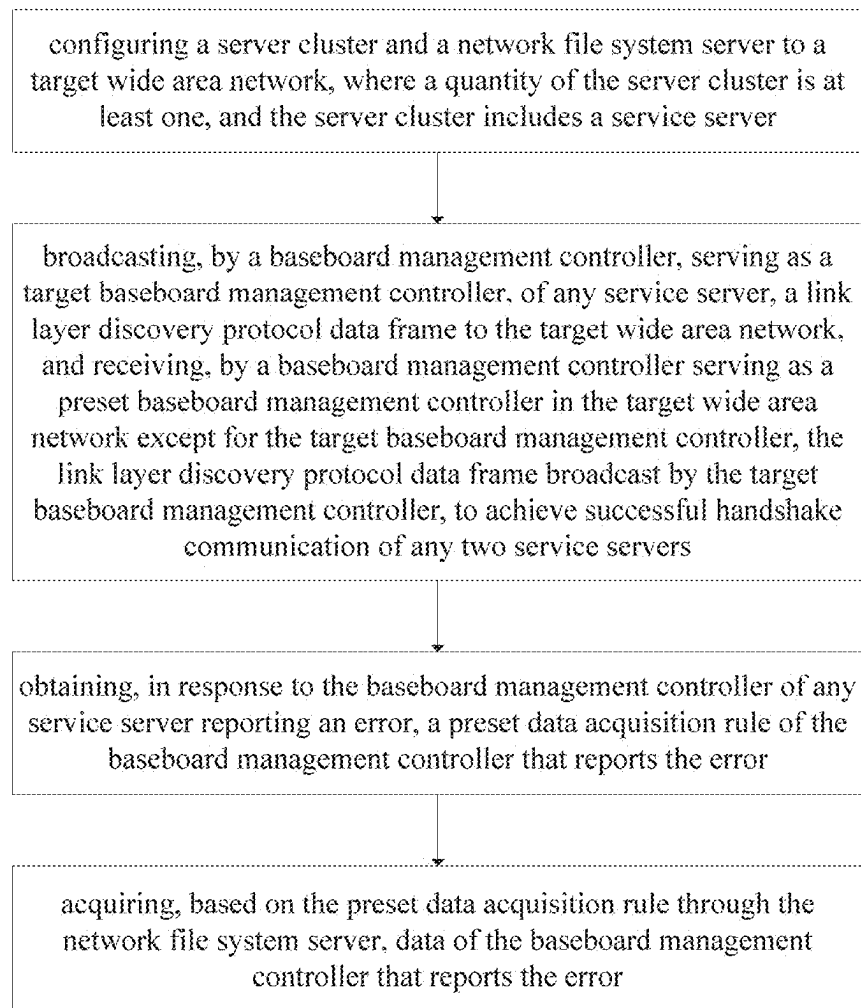 configuring a server cluster and a network file system server to a
target wide area network, where a quantity of the server cluster is at
least one, and the server cluster includes a service server
broadcasting, by a baseboard management controller, serving as a
target baseboard management controller, of any service server, a link
layer discovery protocol data frame to the target wide area network,
and receiving, by a baseboard management controller serving as a
preset baseboard management controller in the target wide area
network except for the target baseboard management controller, the
link layer discovery protocol data frame broadcast by the target
baseboard management controller, to achieve successful handshake
communication of any two service servers
obtaining, in response to the baseboard management controller of any
service server reporting an error, a preset data acquisition rule of the
baseboard management controller that reports the error
acquiring, based on the preset data acquisition rule through the
network file system server, data of the baseboard management
controller that reports the error